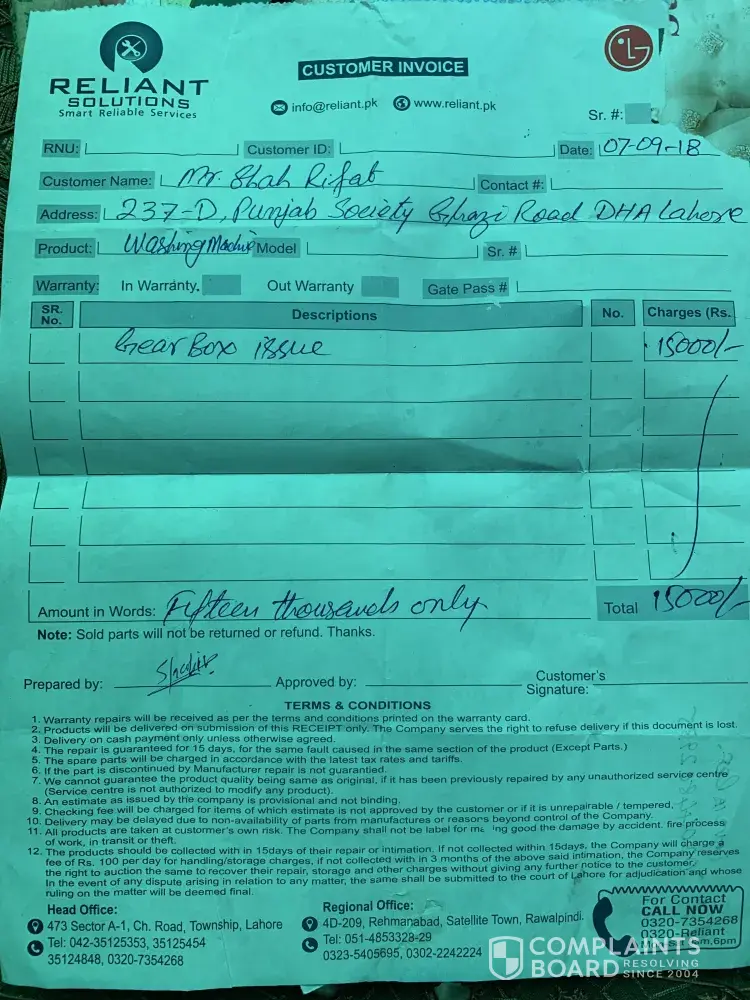 RELIANT
SOLUTIONS
Smart Reliable Services
CUSTOMER INVOICE
LG
info@reliant.pk www.reliant.pk
Sr. #:
RNU: Customer ID: Date: 07-09-18
Customer Name: Mr. Shah Rifat Contact #:
Address: 237-D, Punjab Society Ghazi Road DHA Lahore
Product: Washing Machine Model Sr. #
Warranty: In Warranty. Out Warranty Gate Pass #
SR. No. Descriptions No. Charges (Rs.
Gear Box issue 15000/-
Amount in Words: Fifteen thousands only Total 15000/-
Note: Sold parts will not be returned or refund. Thanks.
Prepared by: Approved by: Customer's Signature:
TERMS & CONDITIONS
1. Warranty repairs will be received as per the terms and conditions printed on the warranty card.
2. Products will be delivered on submission of this RECEIPT only. The Company serves the right to refuse delivery if this document is lost.
3. Delivery on cash payment only unless otherwise agreed.
4. The repair is guaranteed for 15 days, for the same fault caused in the same section of the product (Except Parts.)
5. The spare parts will be charged in accordance with the latest tax rates and tariffs.
6. If the part is discontinued by Manufacturer repair is not guaranteed.
7. We cannot guarantee the product quality being same as original, if it has been previously repaired by any unauthorized service centre
(Service centre is not authorized to modify any product).
8. An estimate as issued by the company is provisional and not binding.
9. Checking fee will be charged for items of which estimate is not approved by the customer or if it is unrepairable / tempered.
10. Delivery may be delayed due to non-availability of parts from manufactures or reasons beyond control of the Company.
11. All products are taken at custormer's own risk. The Company shall not be label for ing good the damage by accident. fire process
of work, in transit or theft.
12. The products should be collected with in 15days of their repair or intimation. If not collected within 15days, the Company will charge a
fee of Rs. 100 per day for handling/storage charges, if not collected with in 3 months of the above said intimation, the Company reserves
the right to auction the same to recover their repair, storage and other charges without giving any further notice to the customer.
In the event of any dispute arising in relation to any matter, the same shall be submitted to the court of Lahore for adjudication and whose
ruling on the matter will be deemed final.
Head Office:
473 Sector A-1, Ch. Road, Township, Lahore
Tel: 042-35125353, 35125454
35124848, 0320-7354268
Regional Office:
4D-209, Rehmanabad, Satellite Town, Rawalpindi.
Tel: 051-4853328-29
0323-5405695, 0302-2242224
For Contact
CALL NOW
0320-7354268
0320-Reliant
am,6pm
COMPLAINTS
BOARD RESOLVING
SINCE 2004